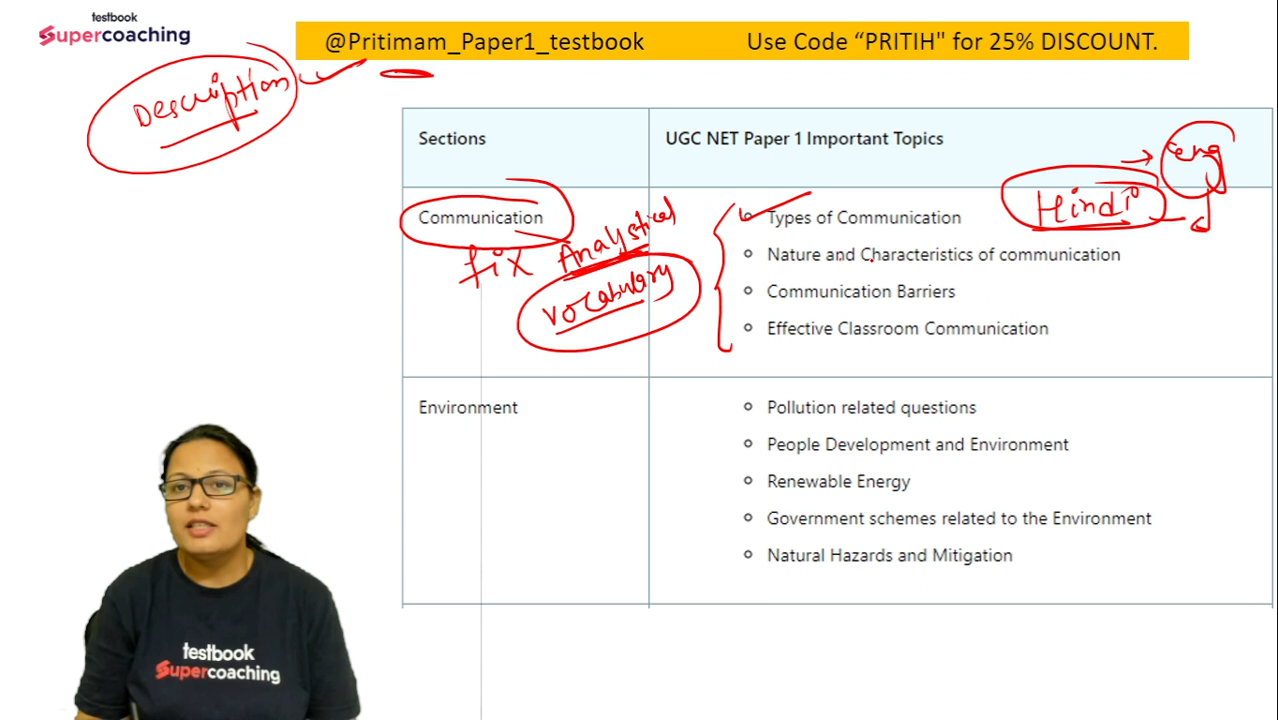 testbook
Supercoaching
@Pritimam_Paper1_testbook
Use Code “PRITIH" for 25% DISCOUNT.
Description
Sections
UGC NET Paper 1 Important Topics
eng
Hindi
Communication
fix
Analystical
vocabulary
Types of Communication
Nature and Characteristics of communication
Communication Barriers
Effective Classroom Communication
Environment
Pollution related questions
People Development and Environment
Renewable Energy
Government schemes related to the Environment
Natural Hazards and Mitigation
testbook
Supercoaching